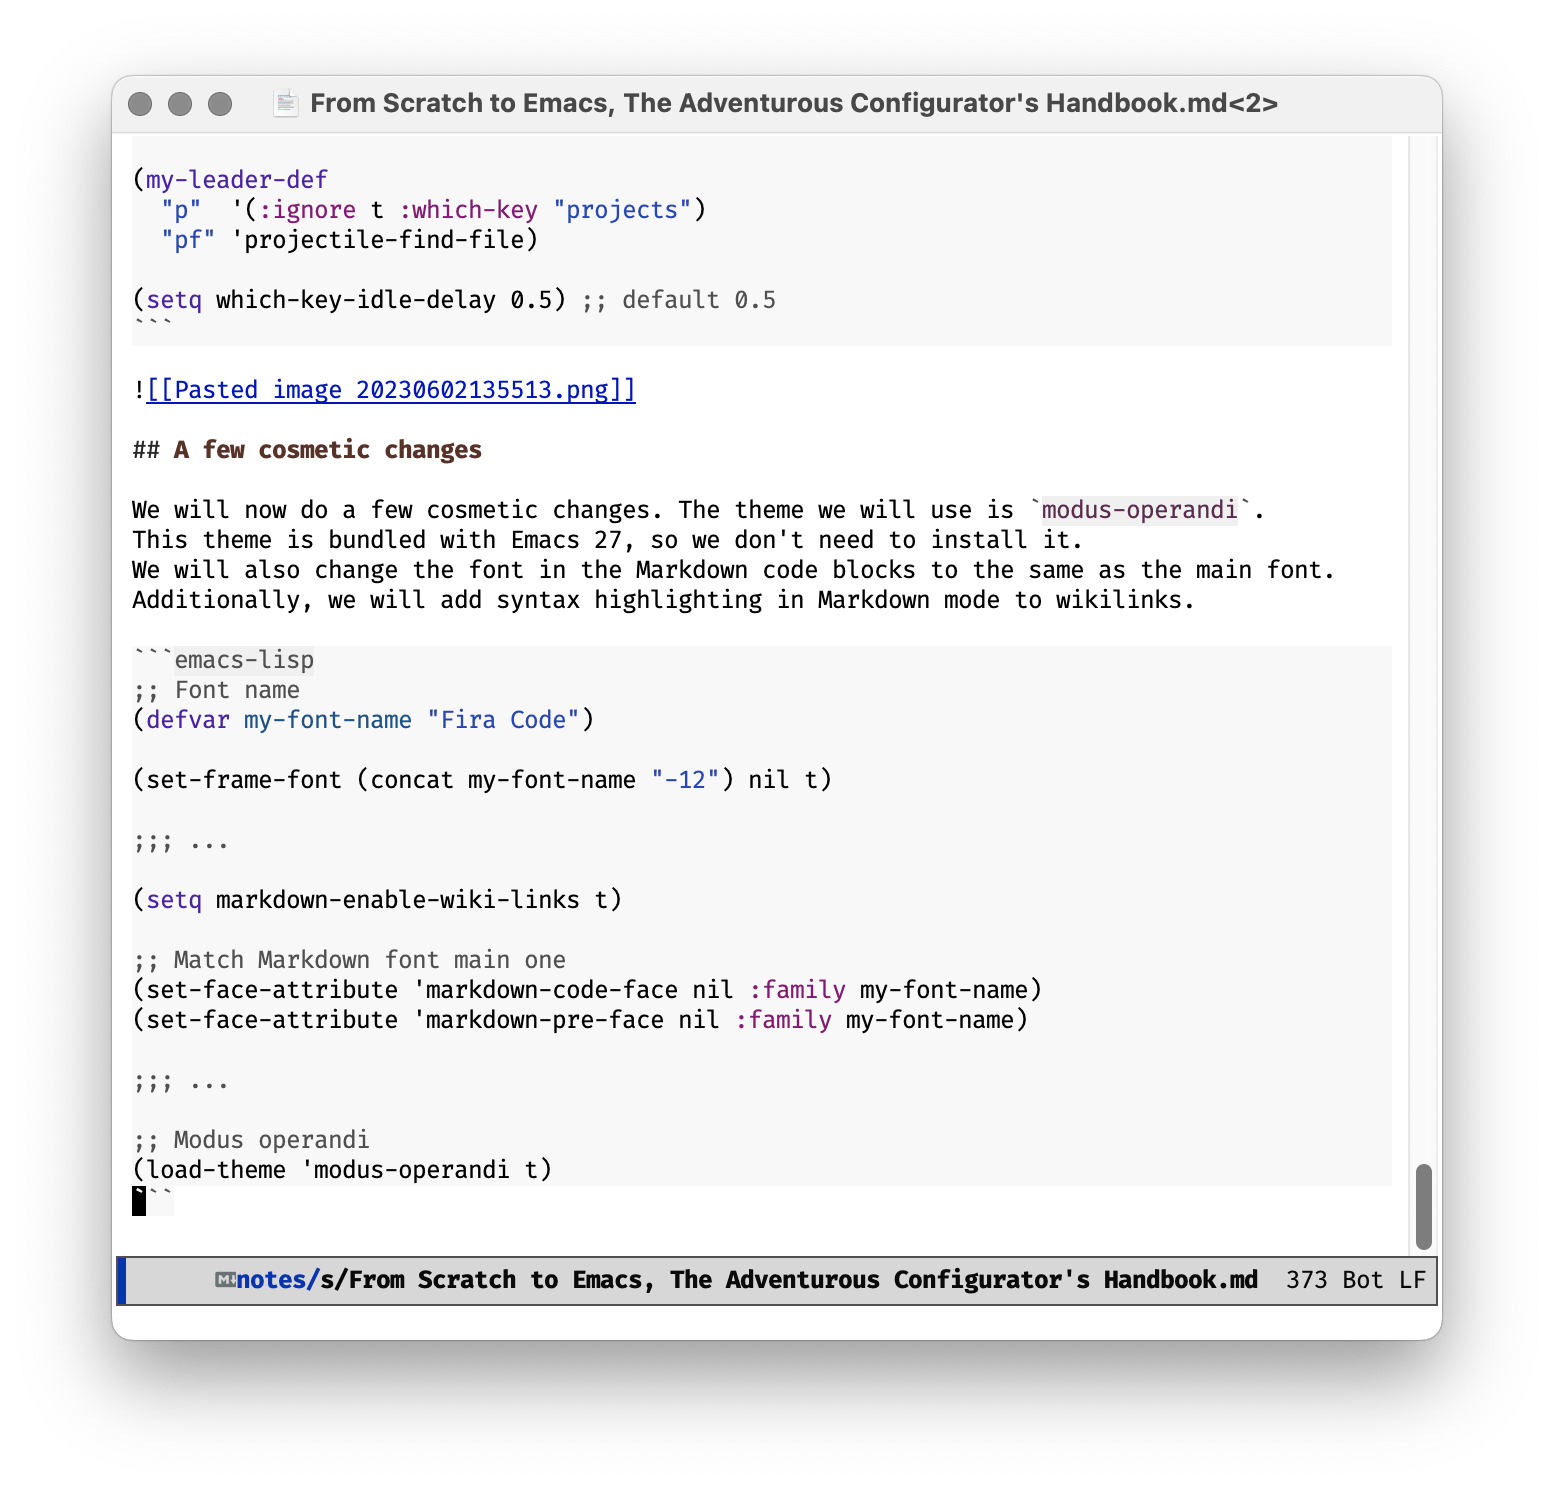 From Scratch to Emacs, The Adventurous Configurator's Handbook.md<2>
(my-leader-def
  "p"  '(:ignore t :which-key "projects")
  "pf" 'projectile-find-file)
(setq which-key-idle-delay 0.5) ;; default 0.5
```
![[Pasted image 20230602135513.png]]
## A few cosmetic changes
We will now do a few cosmetic changes. The theme we will use is `modus-operandi`.
This theme is bundled with Emacs 27, so we don't need to install it.
We will also change the font in the Markdown code blocks to the same as the main font.
Additionally, we will add syntax highlighting in Markdown mode to wikilinks.
```emacs-lisp
;; Font name
(defvar my-font-name "Fira Code")
(set-frame-font (concat my-font-name "-12") nil t)
;;; ...
(setq markdown-enable-wiki-links t)
;; Match Markdown font main one
(set-face-attribute 'markdown-code-face nil :family my-font-name)
(set-face-attribute 'markdown-pre-face nil :family my-font-name)
;;; ...
;; Modus operandi
(load-theme 'modus-operandi t)
```
M↓notes/s/From Scratch to Emacs, The Adventurous Configurator's Handbook.md  373 Bot LF